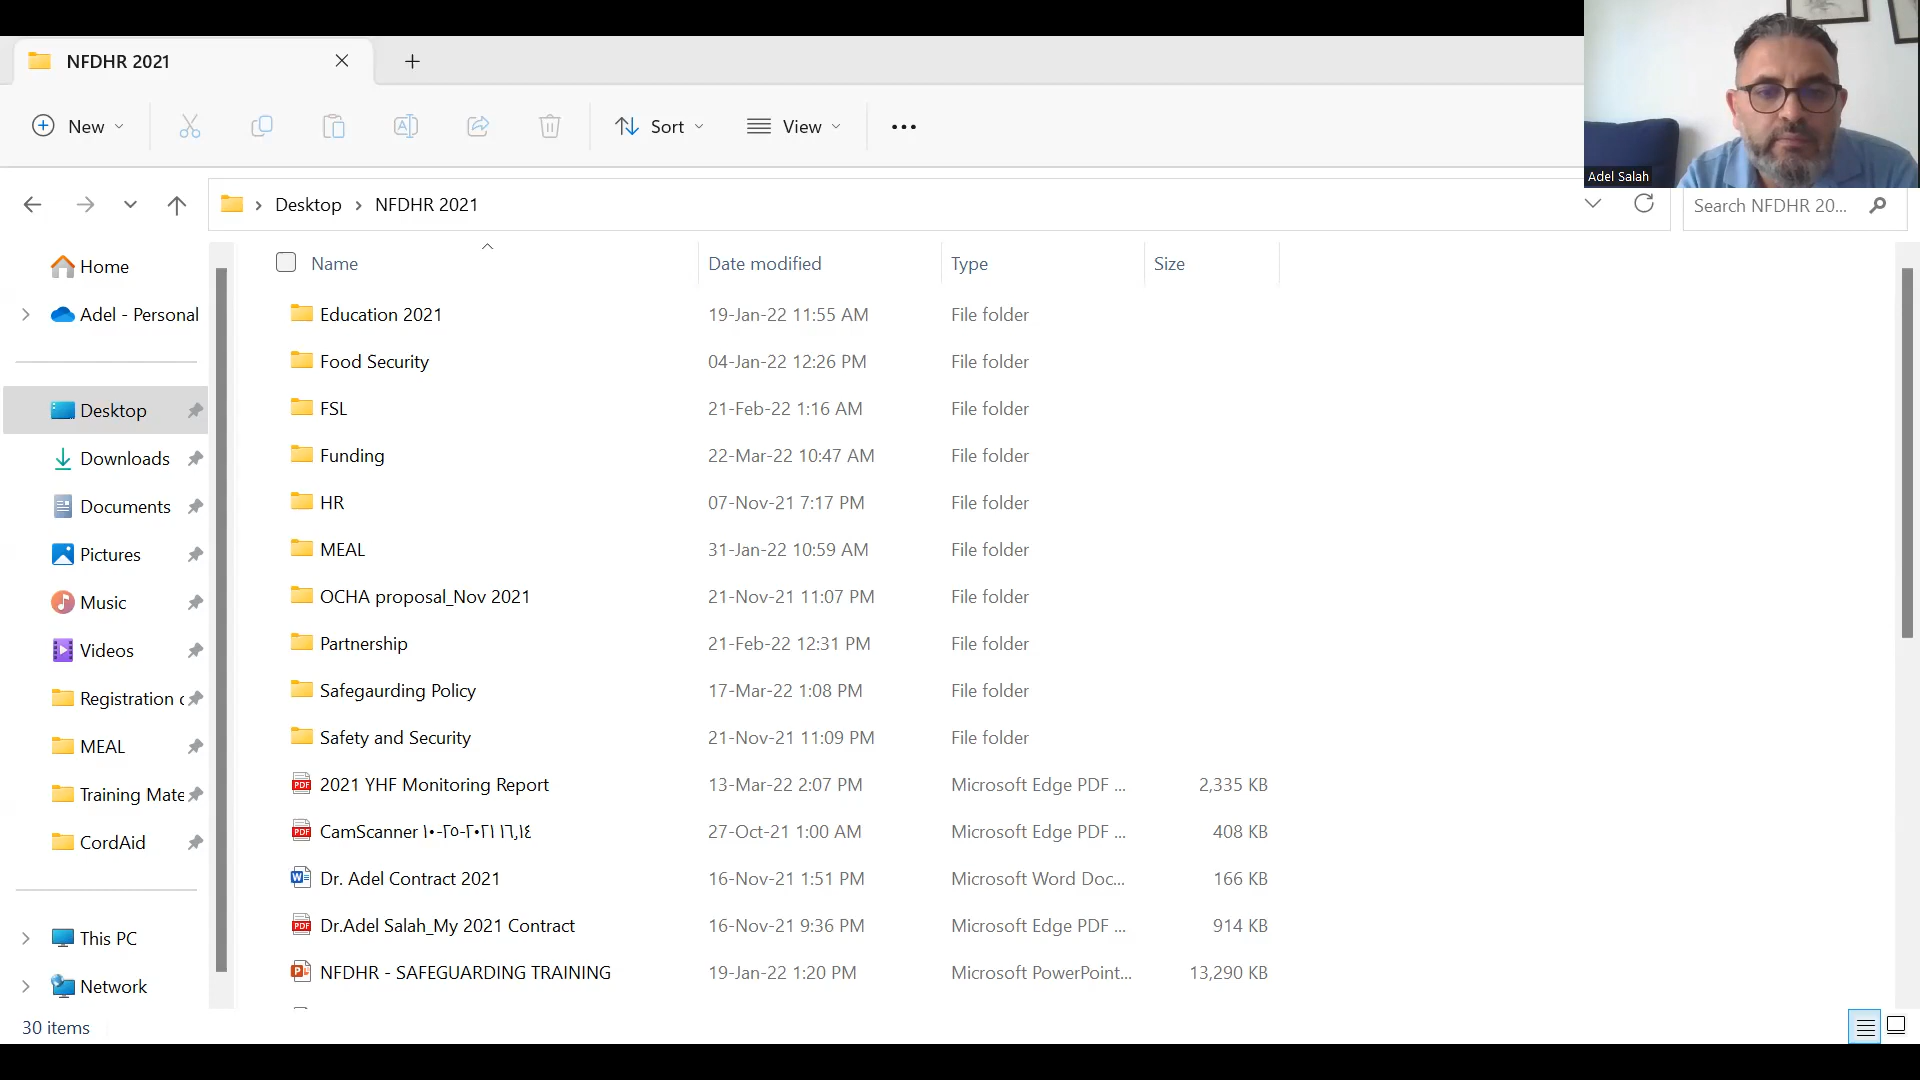 NFDHR 2021
New
Sort
View
Adel Salah
Desktop
NFDHR 2021
Search NFDHR 20...
Name Date modified Type Size
Home
Adel - Personal
Desktop
Downloads
Documents
Pictures
Music
Videos
Registration
MEAL
Training Mate
CordAid
This PC
Network
Education 2021 19-Jan-22 11:55 AM File folder
Food Security 04-Jan-22 12:26 PM File folder
FSL 21-Feb-22 1:16 AM File folder
Funding 22-Mar-22 10:47 AM File folder
HR 07-Nov-21 7:17 PM File folder
MEAL 31-Jan-22 10:59 AM File folder
OCHA proposal_Nov 2021 21-Nov-21 11:07 PM File folder
Partnership 21-Feb-22 12:31 PM File folder
Safegaurding Policy 17-Mar-22 1:08 PM File folder
Safety and Security 21-Nov-21 11:09 PM File folder
2021 YHF Monitoring Report 13-Mar-22 2:07 PM Microsoft Edge PDF ... 2,335 KB
CamScanner ١٠-٢٥-٢٠٢١ ١٦,١٤ 27-Oct-21 1:00 AM Microsoft Edge PDF ... 408 KB
Dr. Adel Contract 2021 16-Nov-21 1:51 PM Microsoft Word Doc... 166 KB
Dr.Adel Salah_My 2021 Contract 16-Nov-21 9:36 PM Microsoft Edge PDF ... 914 KB
NFDHR - SAFEGUARDING TRAINING 19-Jan-22 1:20 PM Microsoft PowerPoint... 13,290 KB
30 items